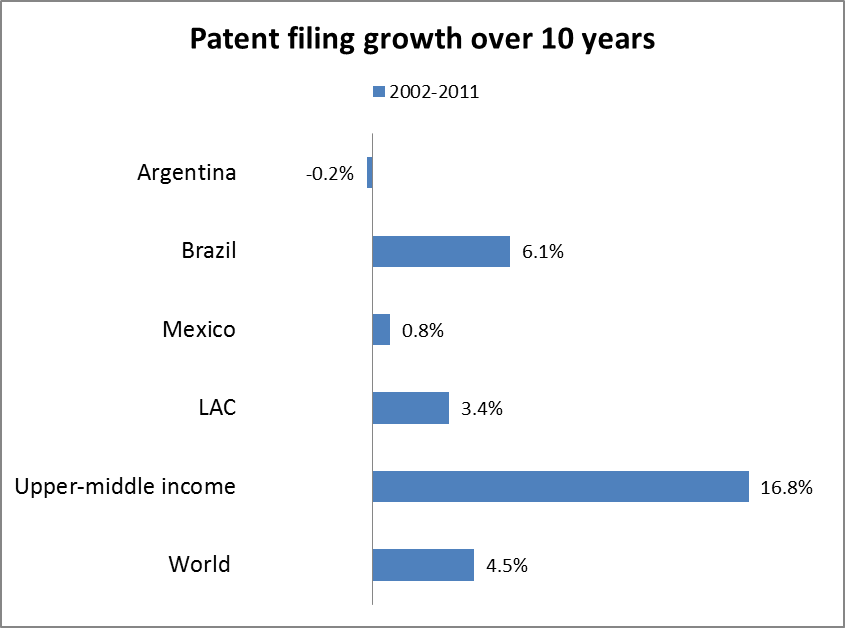 Patent filing growth over 10 years
2002-2011
Argentina -0.2%
Brazil 6.1%
Mexico 0.8%
LAC 3.4%
Upper-middle income 16.8%
World 4.5%